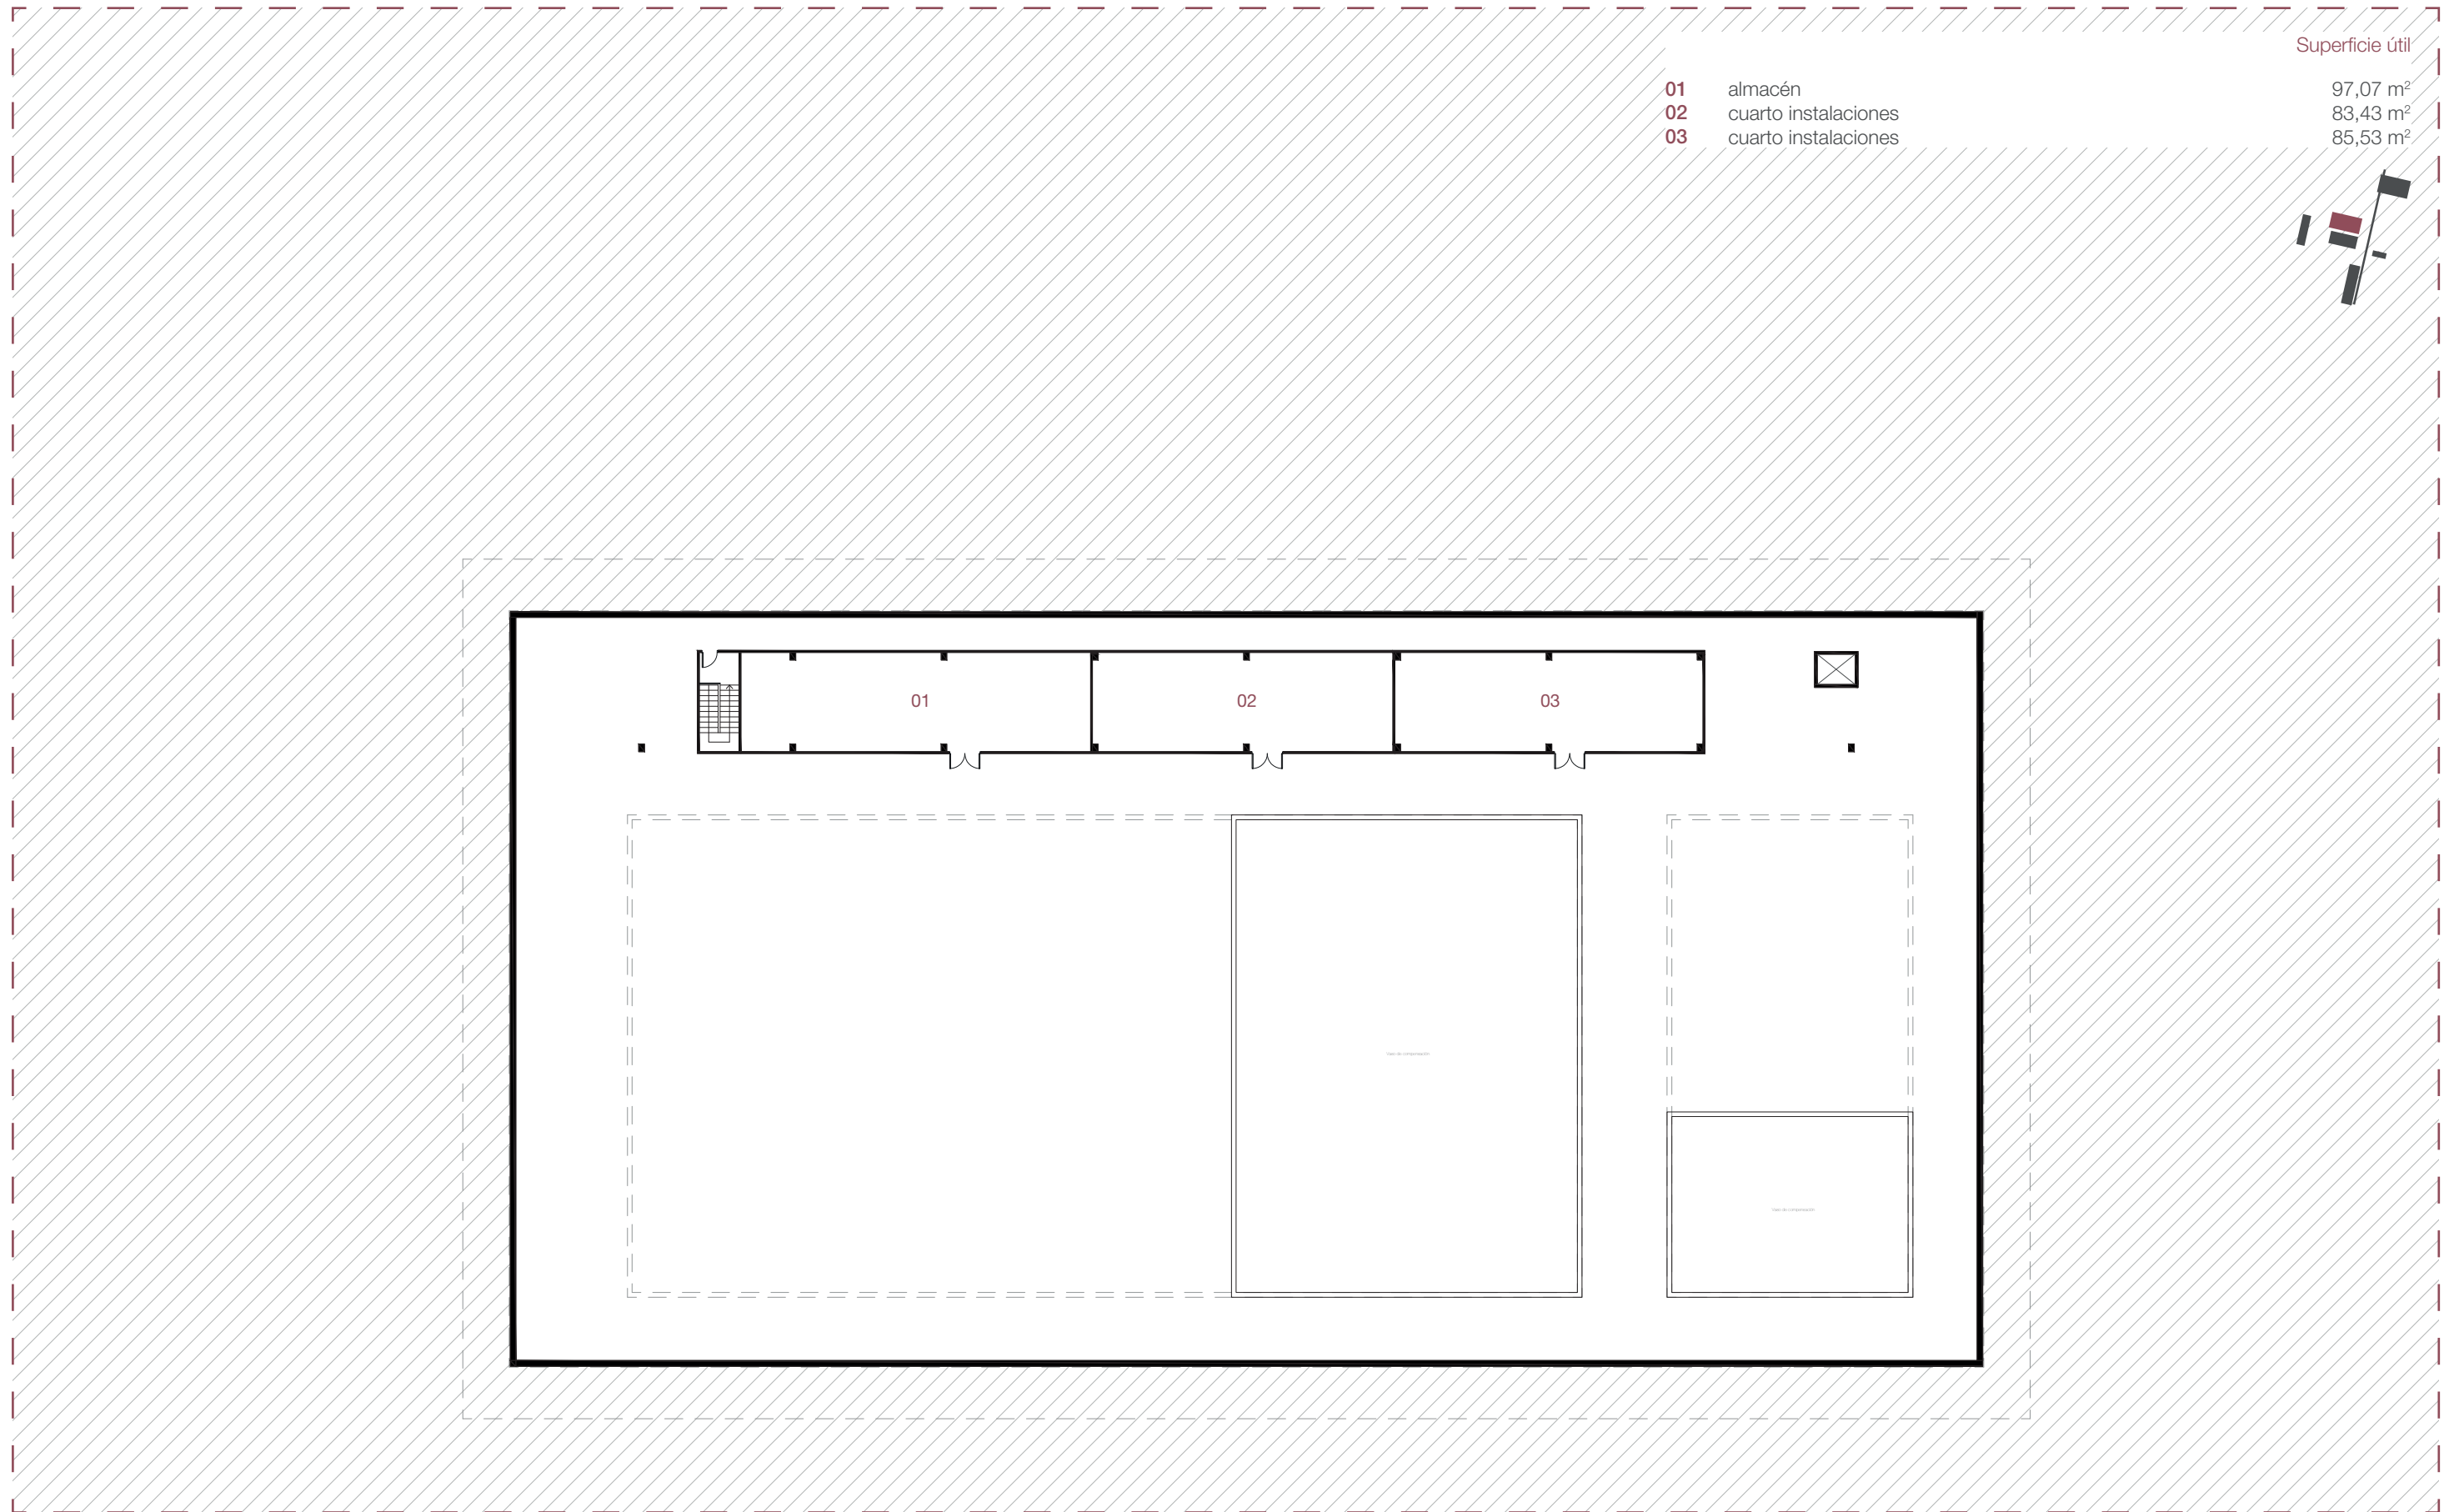 Superficie útil
01 almacén 97,07 m²
02 cuarto instalaciones 83,43 m²
03 cuarto instalaciones 85,53 m²
01 02 03